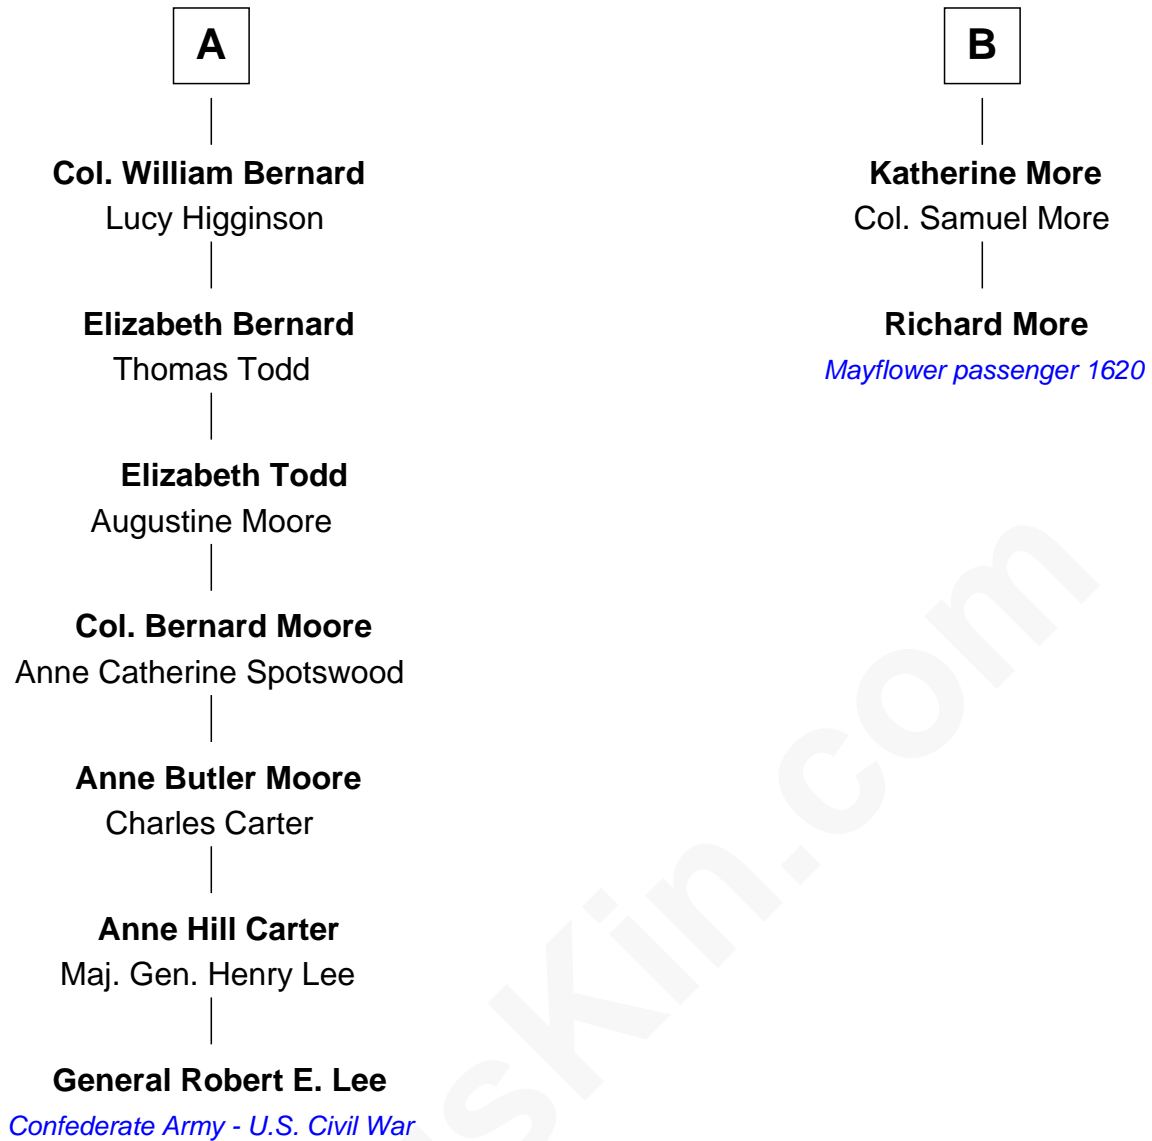 A
Col. William Bernard
Lucy Higginson
Elizabeth Bernard
Thomas Todd
Elizabeth Todd
Augustine Moore
Col. Bernard Moore
Anne Catherine Spotswood
Anne Butler Moore
Charles Carter
Anne Hill Carter
Maj. Gen. Henry Lee
General Robert E. Lee
Confederate Army - U.S. Civil War
B
Katherine More
Col. Samuel More
Richard More
Mayflower passenger 1620
sKin.com